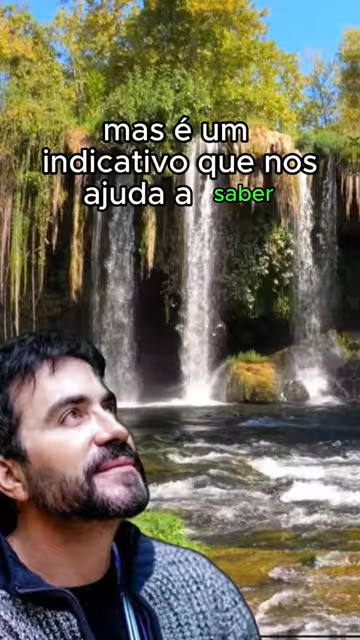 mas é um
indicativo que nos
ajuda a saber